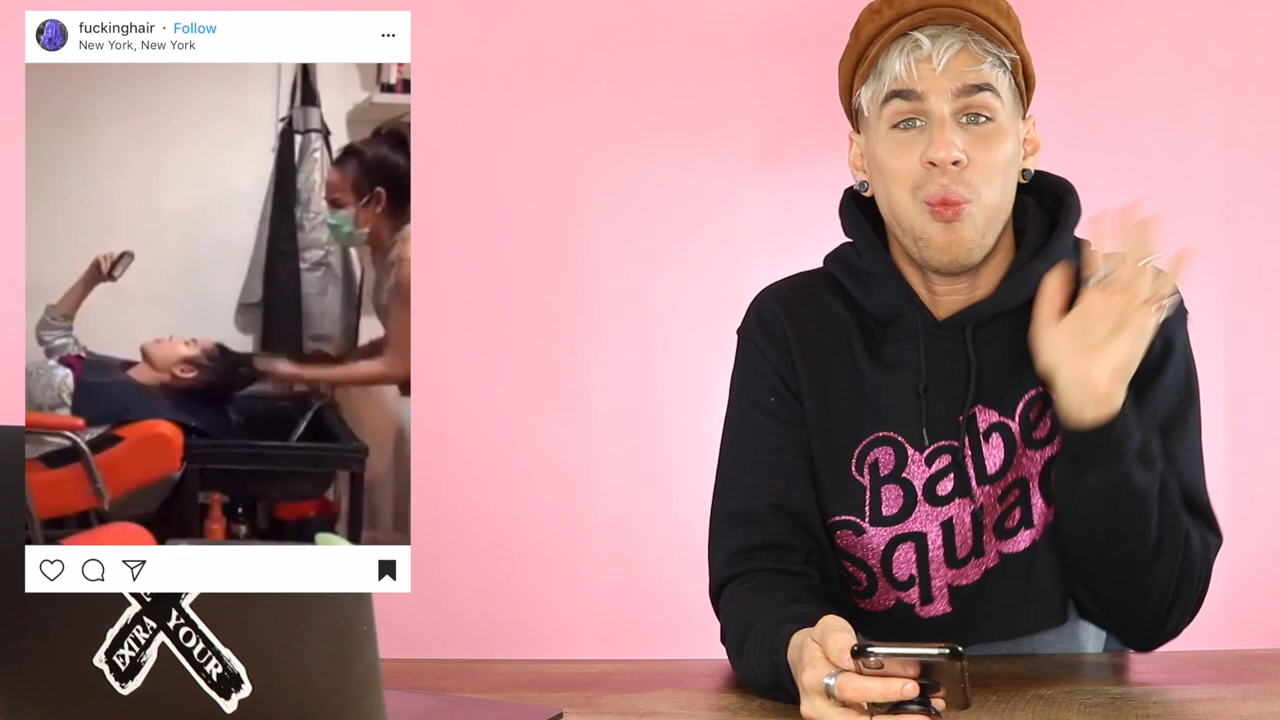 fuckinghair · Follow
New York, New York
Babe
Squad
EXTRA
YOUR